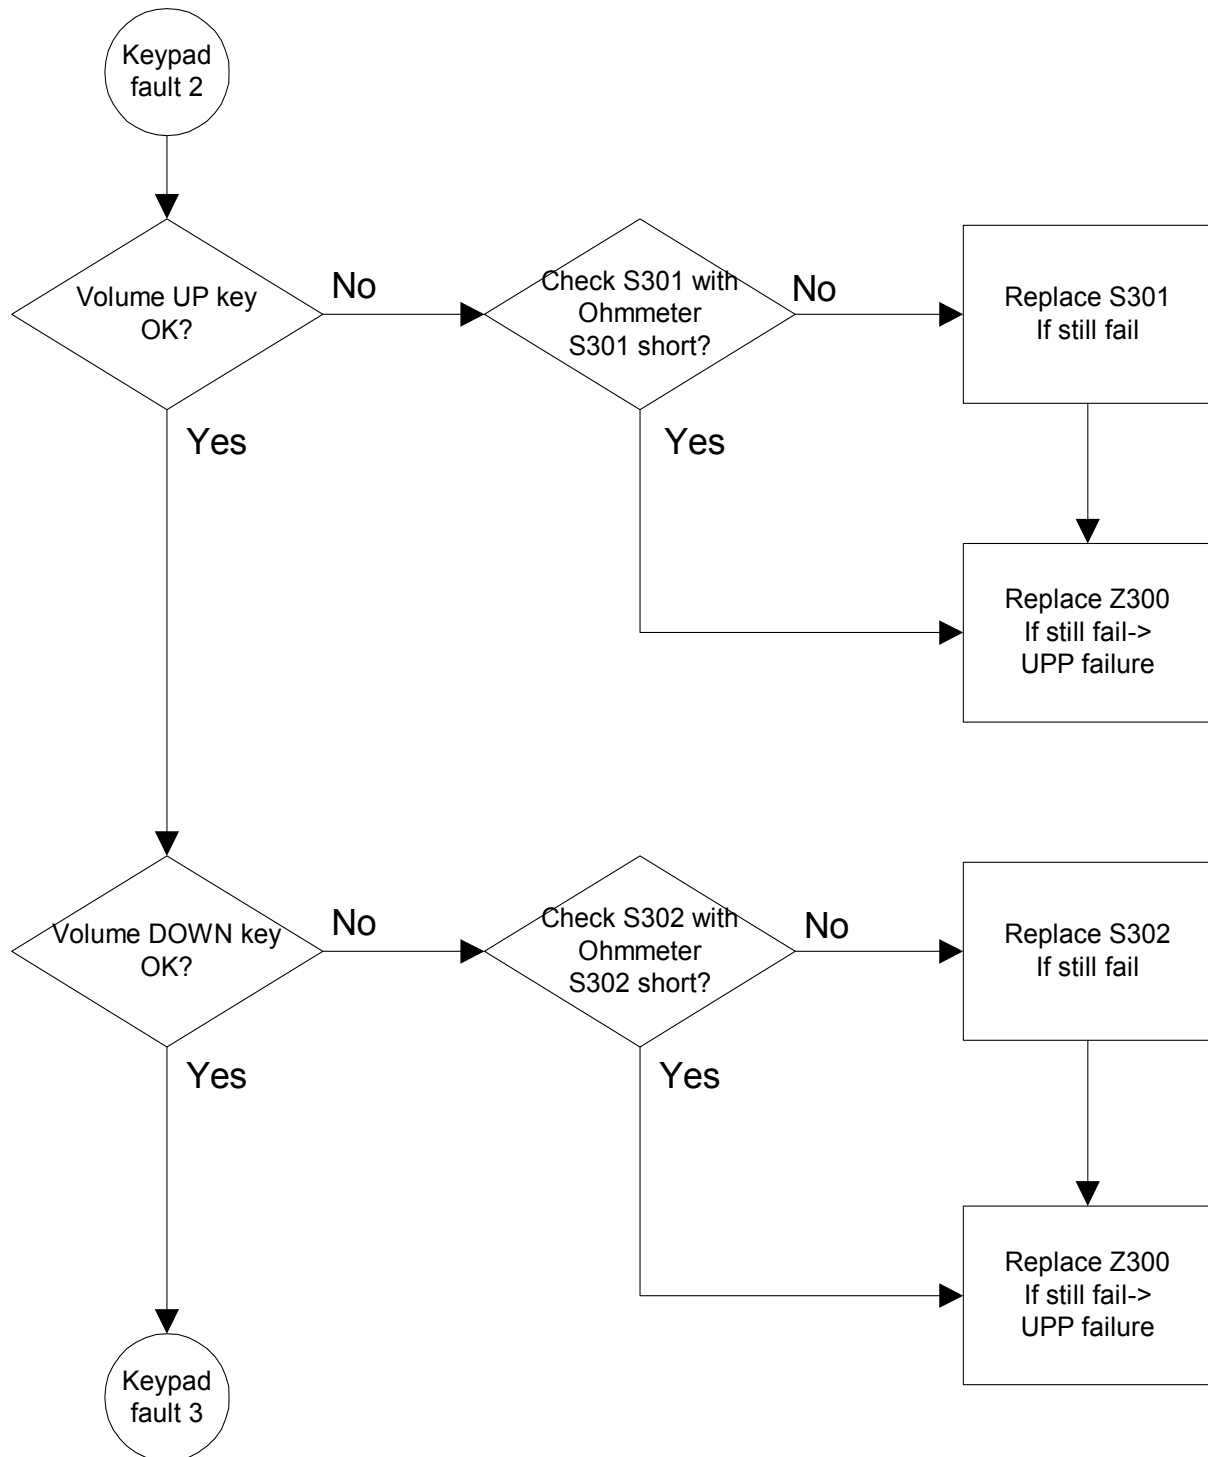 Keypad
fault 2
Volume UP key
OK?
No
Check S301 with
Ohmmeter
S301 short?
No
Replace S301
If still fail
Yes
Yes
Replace Z300
If still fail->
UPP failure
Volume DOWN key
OK?
No
Check S302 with
Ohmmeter
S302 short?
No
Replace S302
If still fail
Yes
Yes
Replace Z300
If still fail->
UPP failure
Keypad
fault 3